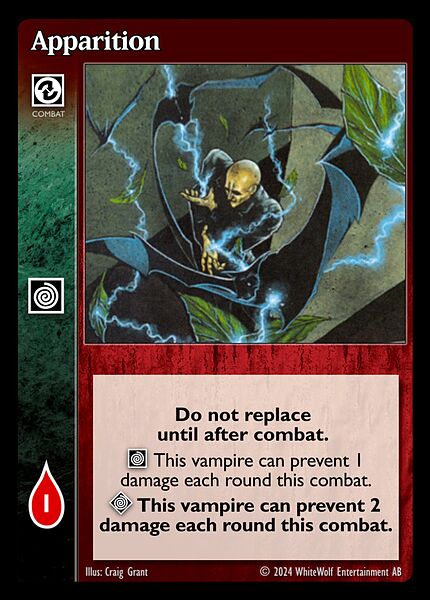 Apparition
COMBAT
Do not replace
until after combat.
This vampire can prevent 1
damage each round this combat.
This vampire can prevent 2
damage each round this combat.
1
Illus: Craig Grant
© 2024 WhiteWolf Entertainment AB